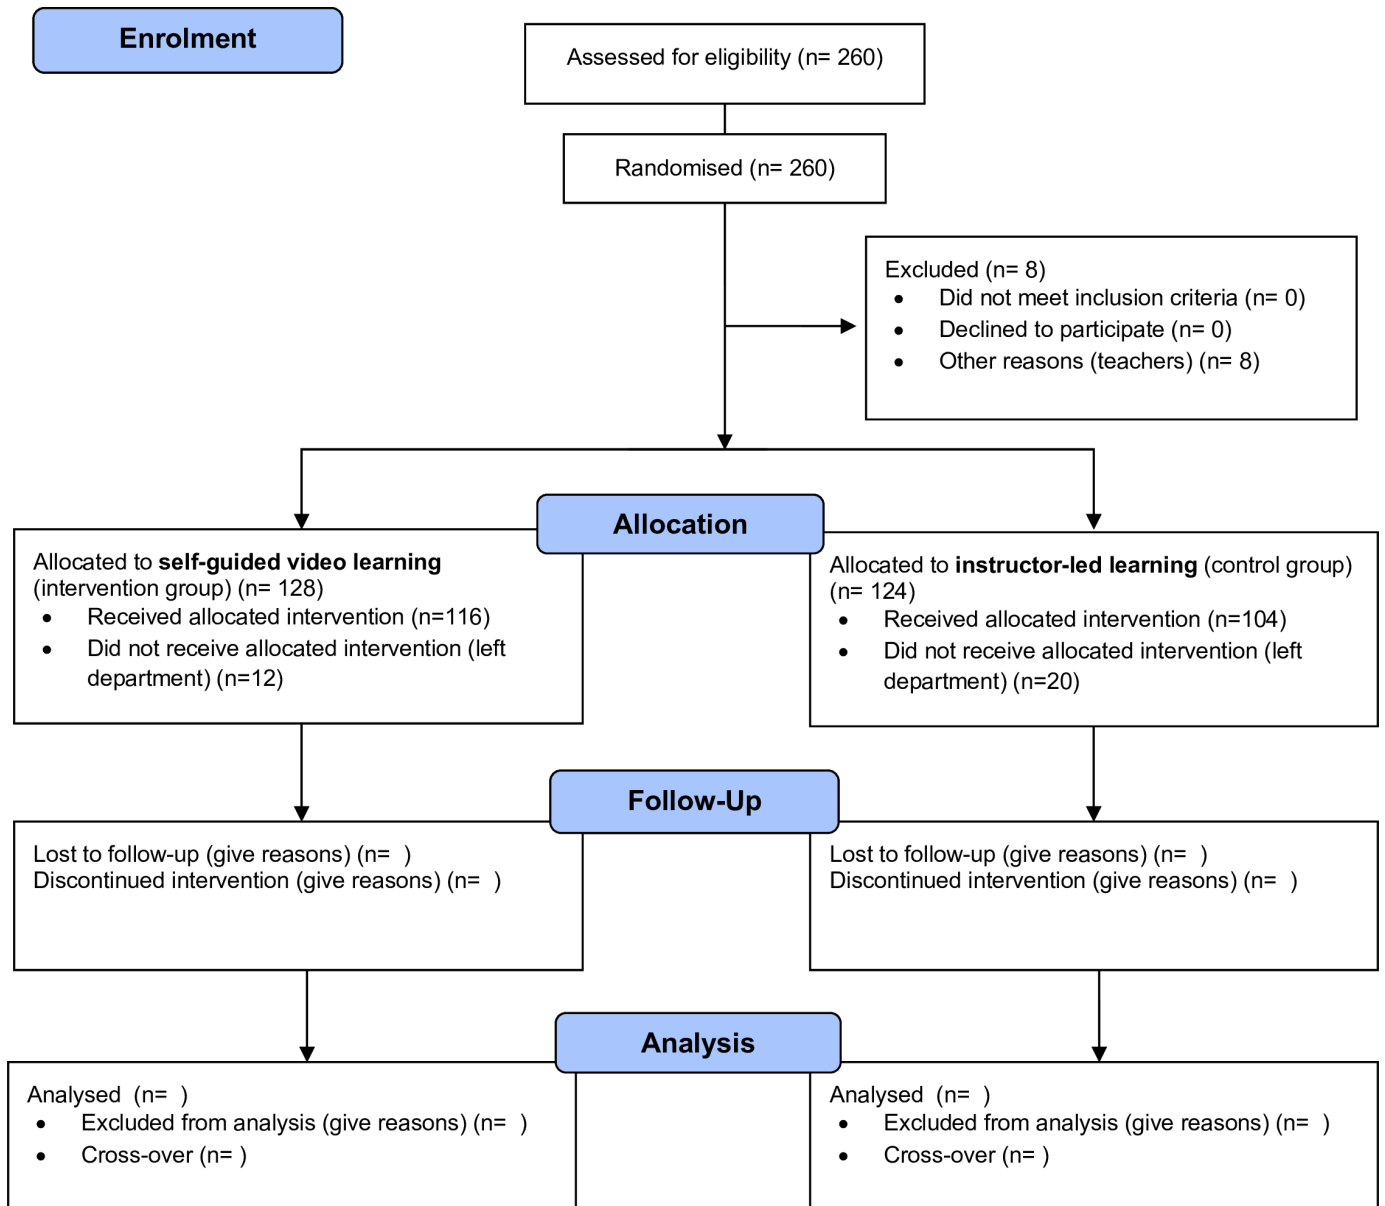 Enrolment
Assessed for eligibility (n= 260)
Randomised (n= 260)
Excluded (n= 8)
• Did not meet inclusion criteria (n= 0)
• Declined to participate (n= 0)
• Other reasons (teachers) (n= 8)
Allocation
Allocated to self-guided video learning
(intervention group) (n= 128)
• Received allocated intervention (n=116)
• Did not receive allocated intervention (left
department) (n=12)
Allocated to instructor-led learning (control group)
(n= 124)
• Received allocated intervention (n=104)
• Did not receive allocated intervention (left
department) (n=20)
Follow-Up
Lost to follow-up (give reasons) (n=  )
Discontinued intervention (give reasons) (n=  )
Lost to follow-up (give reasons) (n=  )
Discontinued intervention (give reasons) (n=  )
Analysis
Analysed  (n=  )
• Excluded from analysis (give reasons) (n=  )
• Cross-over (n= )
Analysed  (n=  )
• Excluded from analysis (give reasons) (n=  )
• Cross-over (n= )